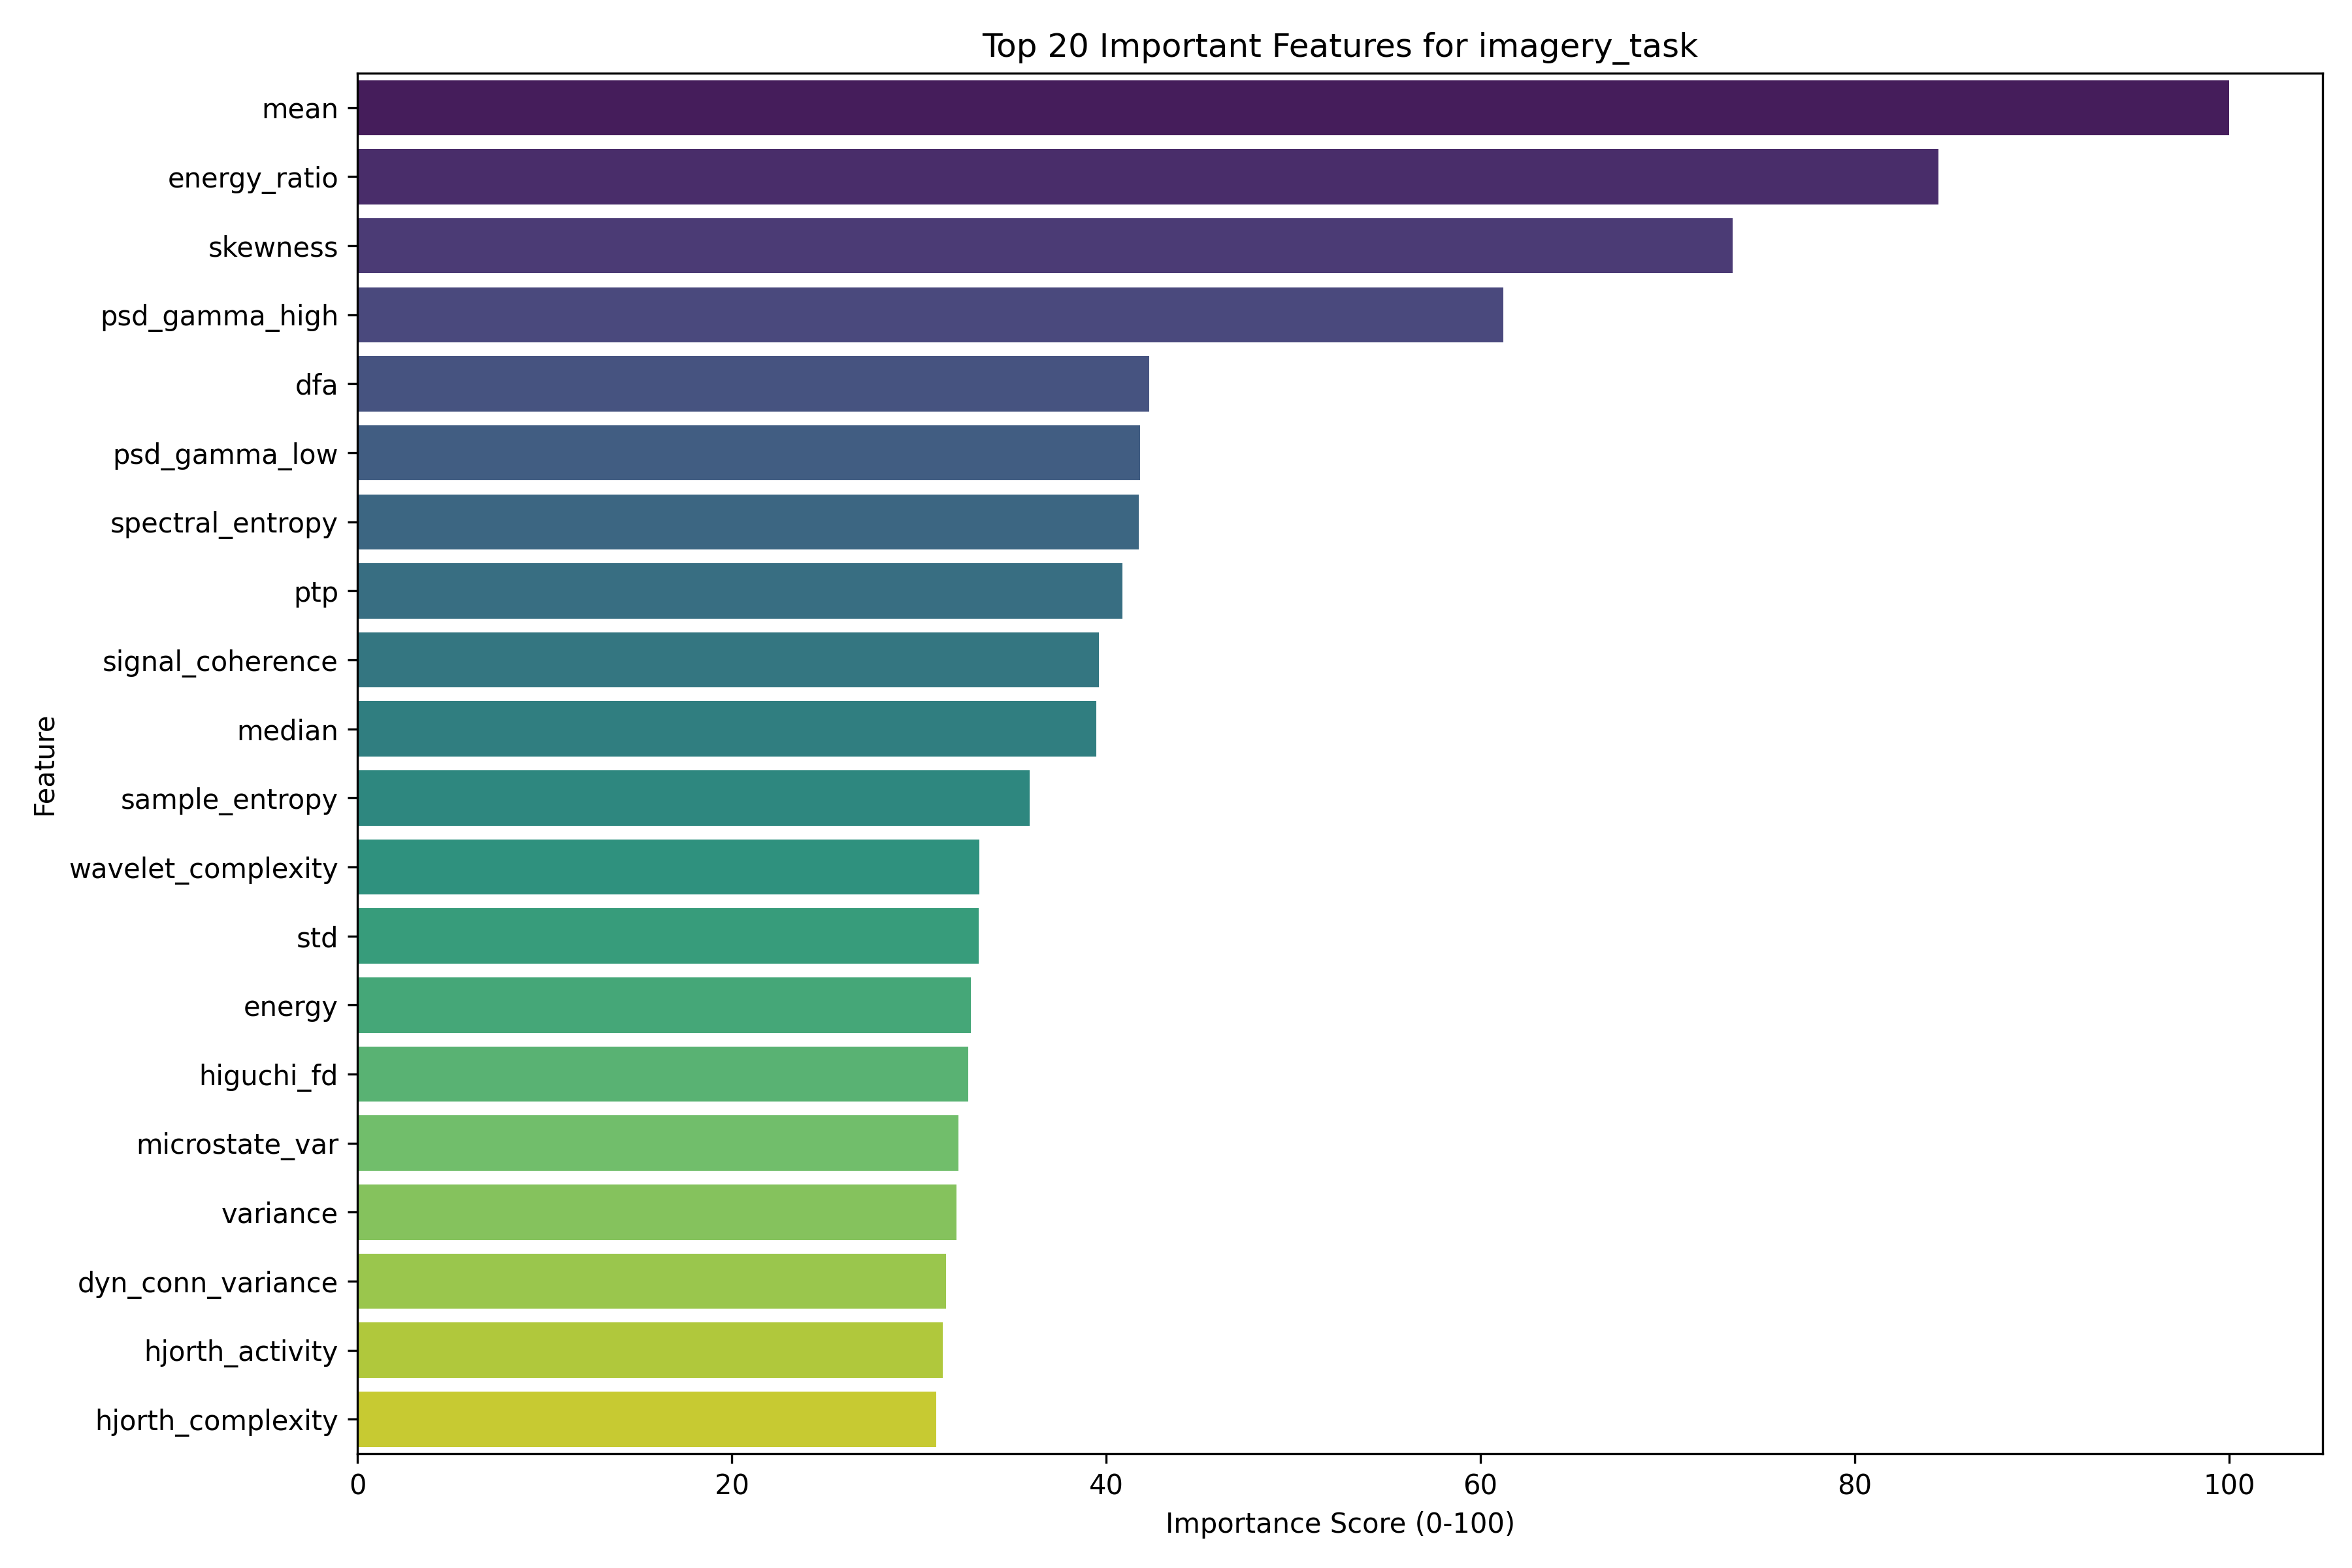 Top 20 Important Features for imagery_task
mean
energy_ratio
skewness
psd_gamma_high
dfa
psd_gamma_low
spectral_entropy
ptp
signal_coherence
median
sample_entropy
wavelet_complexity
std
energy
higuchi_fd
microstate_var
variance
dyn_conn_variance
hjorth_activity
hjorth_complexity
Feature
0 20 40 60 80 100
Importance Score (0-100)